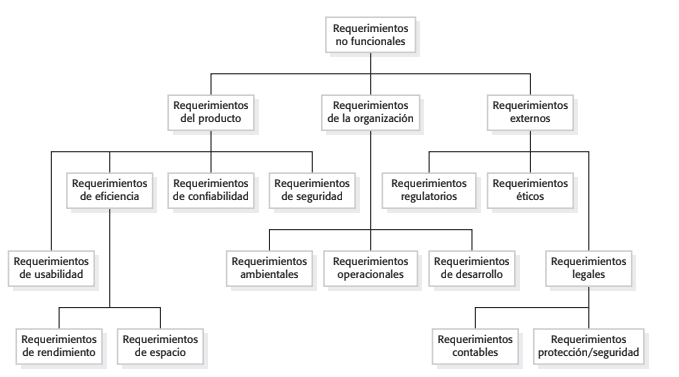 Requerimientos
no funcionales
Requerimientos
del producto
Requerimientos
de la organización
Requerimientos
externos
Requerimientos
de eficiencia
Requerimientos
de confiabilidad
Requerimientos
de seguridad
Requerimientos
regulatorios
Requerimientos
éticos
Requerimientos
de usabilidad
Requerimientos
ambientales
Requerimientos
operacionales
Requerimientos
de desarrollo
Requerimientos
legales
Requerimientos
de rendimiento
Requerimientos
de espacio
Requerimientos
contables
Requerimientos
protección/seguridad